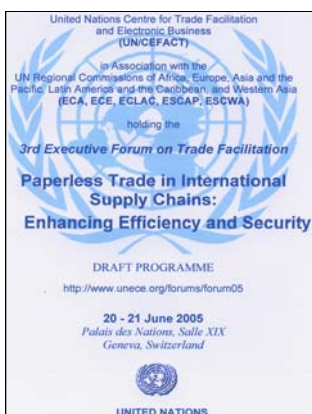 United Nations Centre for Trade Facilitation
and Electronic Business
(UN/CEFACT)
in Association with the
UN Regional Commissions of Africa, Europe, Asia and the
Pacific, Latin America and the Caribbean, and Western Asia
(ECA, ECE, ECLAC, ESCAP, ESCWA)
holding the
3rd Executive Forum on Trade Facilitation
Paperless Trade in International
Supply Chains:
Enhancing Efficiency and Security
DRAFT PROGRAMME
http://www.unece.org/forums/forum05
20 - 21 June 2005
Palais des Nations, Salle XIX
Geneva, Switzerland
UNITED NATIONS